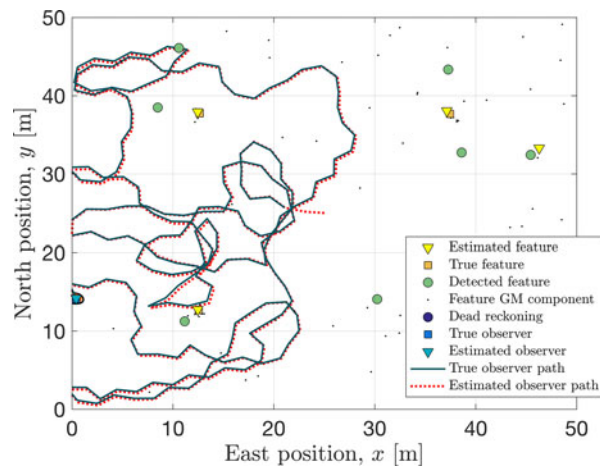 50
40
30
20
10
0
North position, y [m]
0 10 20 30 40 50
East position, x [m]
Estimated feature
True feature
Detected feature
Feature GM component
Dead reckoning
True observer
Estimated observer
True observer path
Estimated observer path